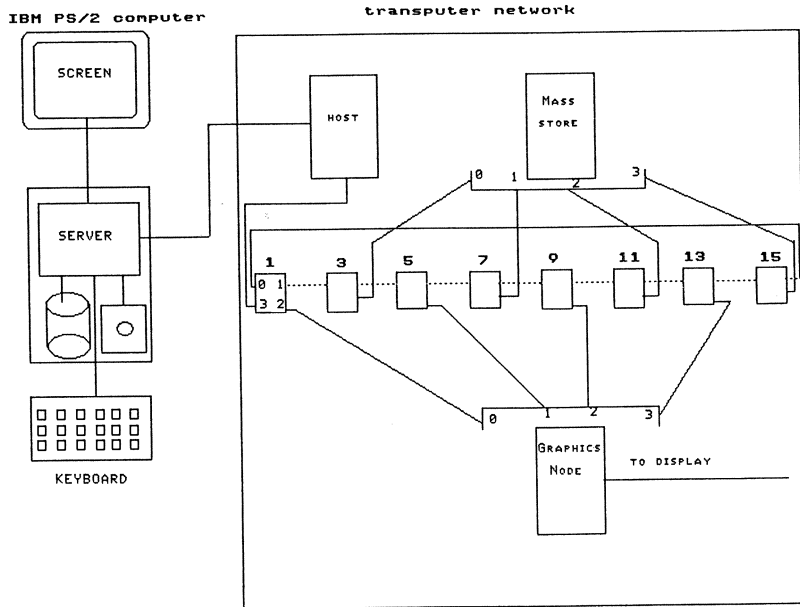 IBM PS/2 computer
transputer network
SCREEN
HOST
MASS
STORE
0 1 2 3
SERVER
1 3 5 7 9 11 13 15
0 1
3 2
0 1 2 3
GRAPHICS
NODE
TO DISPLAY
KEYBOARD